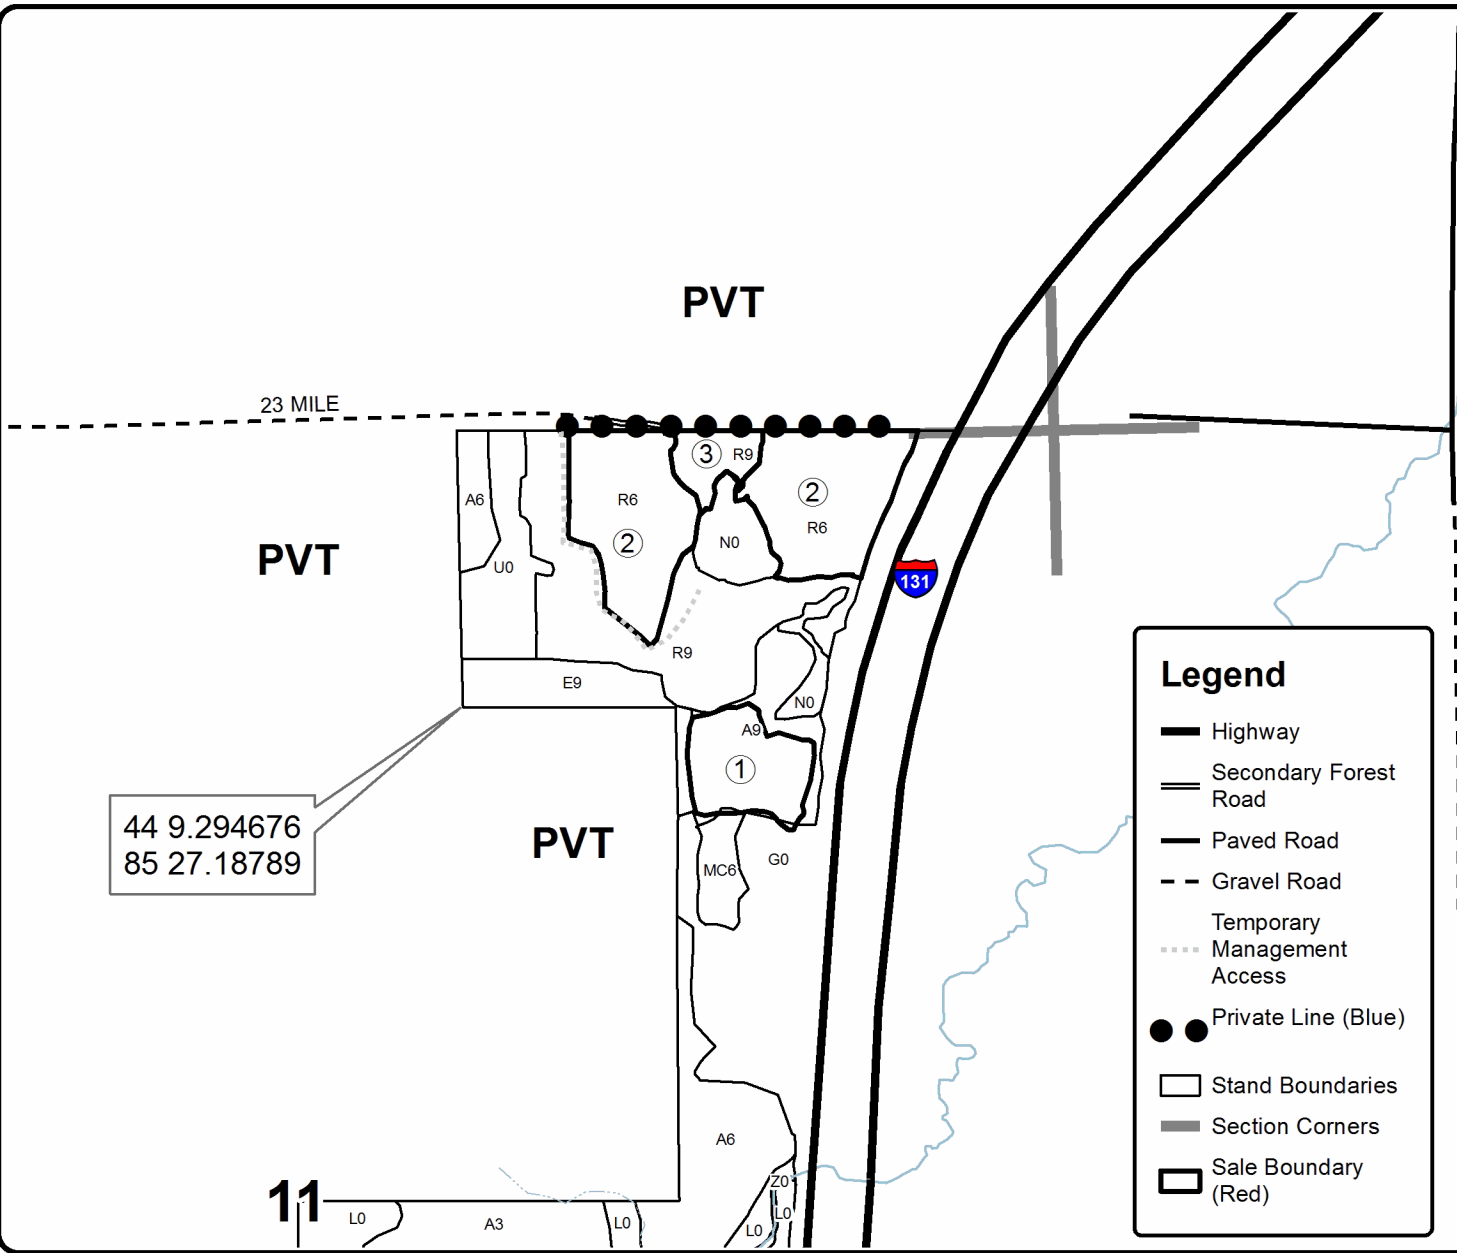 PVT
23 MILE
3
R9
2
R6
A6
R6
2
N0
PVT
U0
131
R9
E9
N0
A9
1
44 9.294676
85 27.18789
PVT
G0
MC6
A6
Z0
11
L0
A3
L0
L0
L0
Legend
Highway
Secondary Forest
Road
Paved Road
Gravel Road
Temporary
Management
Access
Private Line (Blue)
Stand Boundaries
Section Corners
Sale Boundary
(Red)